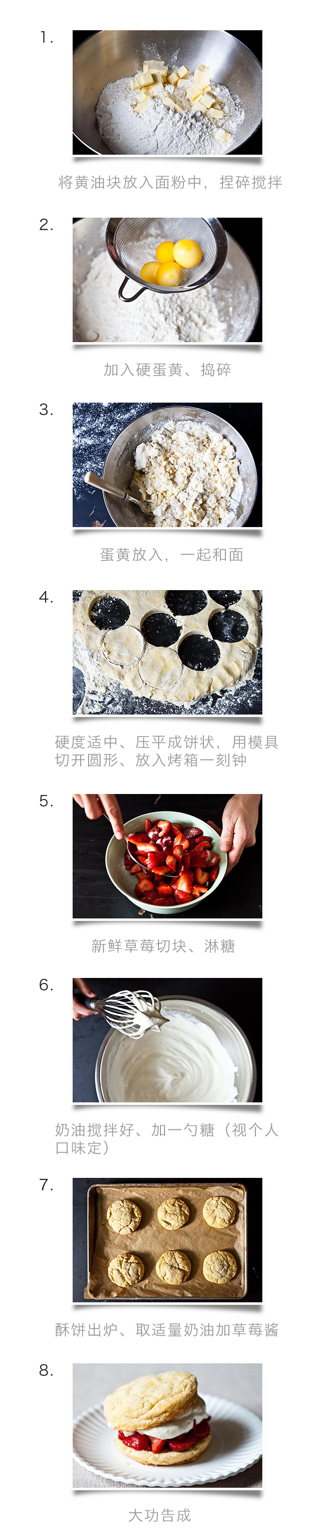 1.
将黄油块放入面粉中，捏碎搅拌
2.
加入硬蛋黄、捣碎
3.
蛋黄放入，一起和面
4.
硬度适中、压平成饼状，用模具
切开圆形、放入烤箱一刻钟
5.
新鲜草莓切块、淋糖
6.
奶油搅拌好、加一勺糖（视个人
口味定）
7.
酥饼出炉、取适量奶油加草莓酱
8.
大功告成